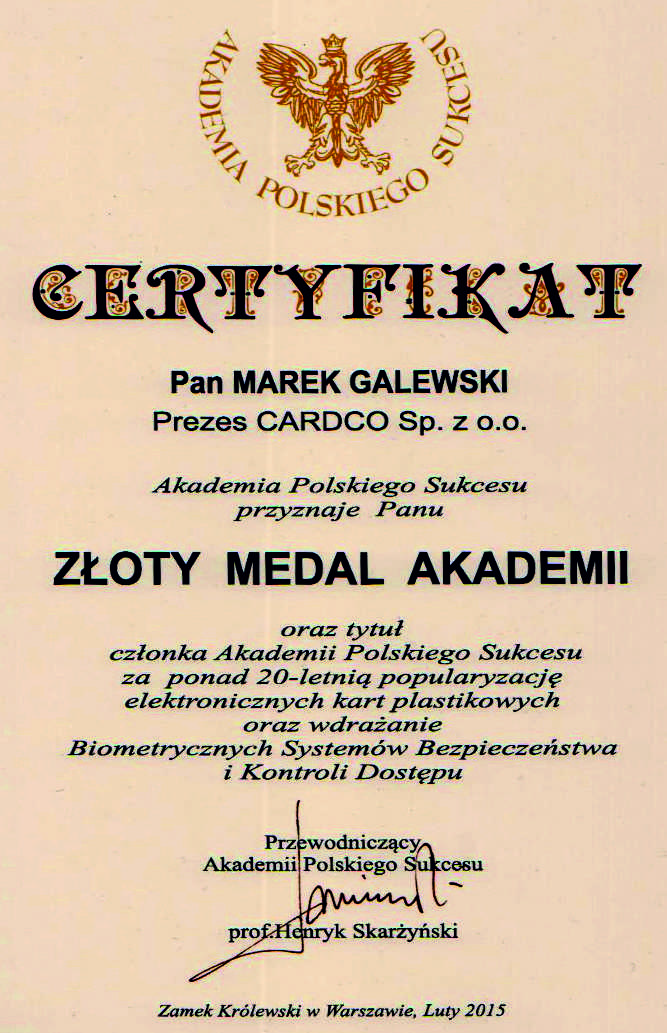 AKADEMIA POLSKIEGO SUKCESU
CERTYFIKAT
Pan MAREK GALEWSKI
Prezes CARDCO Sp. z o.o.
Akademia Polskiego Sukcesu
przyznaje Panu
ZŁOTY MEDAL AKADEMII
oraz tytuł
członka Akademii Polskiego Sukcesu
za ponad 20-letnią popularyzację
elektronicznych kart plastikowych
oraz wdrażanie
Biometrycznych Systemów Bezpieczeństwa
i Kontroli Dostępu
Przewodniczący
Akademii Polskiego Sukcesu
prof.Henryk Skarżyński
Zamek Królewski w Warszawie, Luty 2015